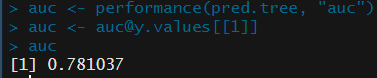 > auc <- performance(pred.tree, "auc")
> auc <- auc@y.values[[1]]
> auc
[1] 0.781037